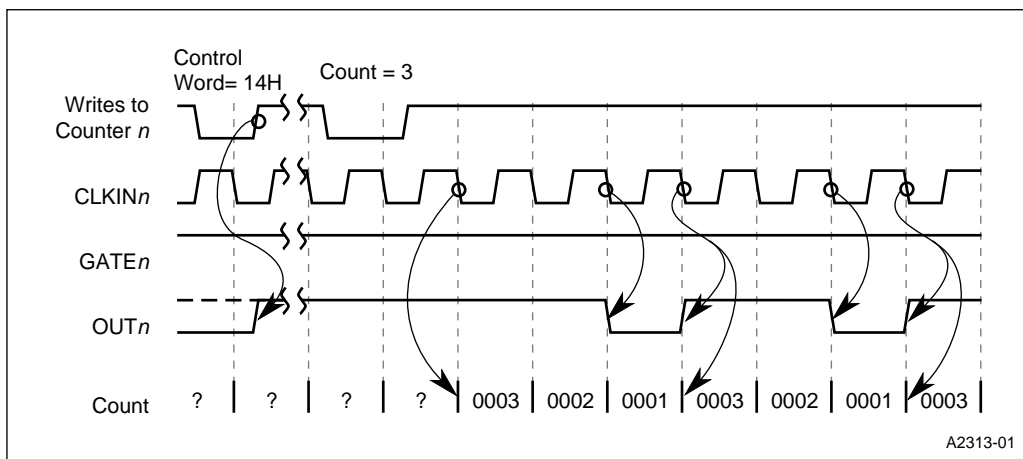 Control
Word= 14H
Count = 3
Writes to
Counter n
CLKINn
GATEn
OUTn
Count ? ? ? ? 0003 0002 0001 0003 0002 0001 0003
A2313-01